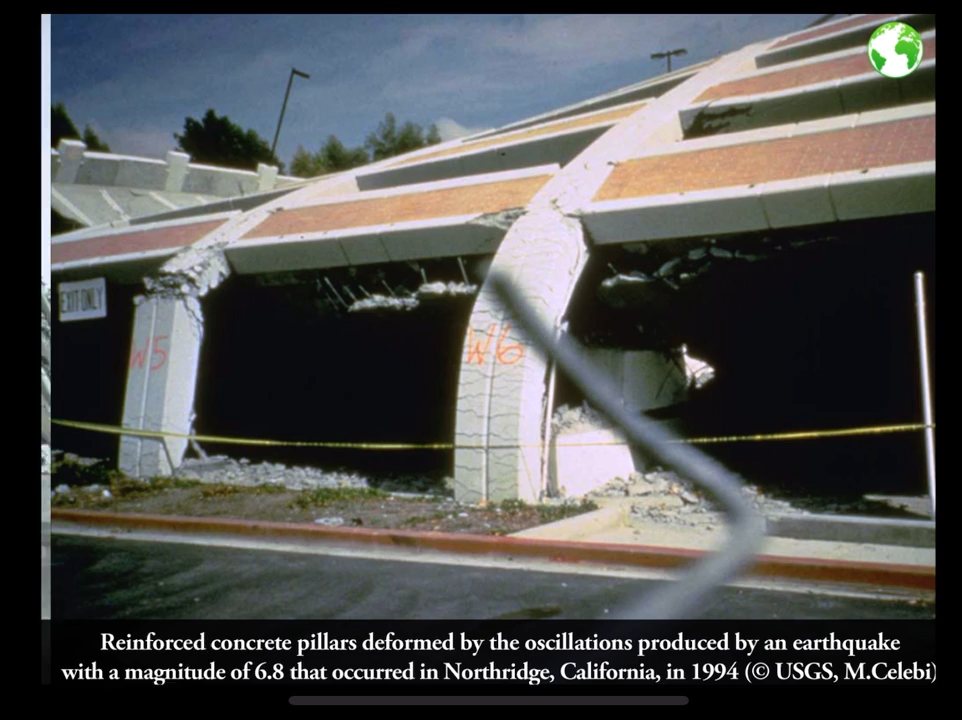 EXIT ONLY
W5
W6
Reinforced concrete pillars deformed by the oscillations produced by an earthquake
with a magnitude of 6.8 that occurred in Northridge, California, in 1994 (© USGS, M.Celebi)